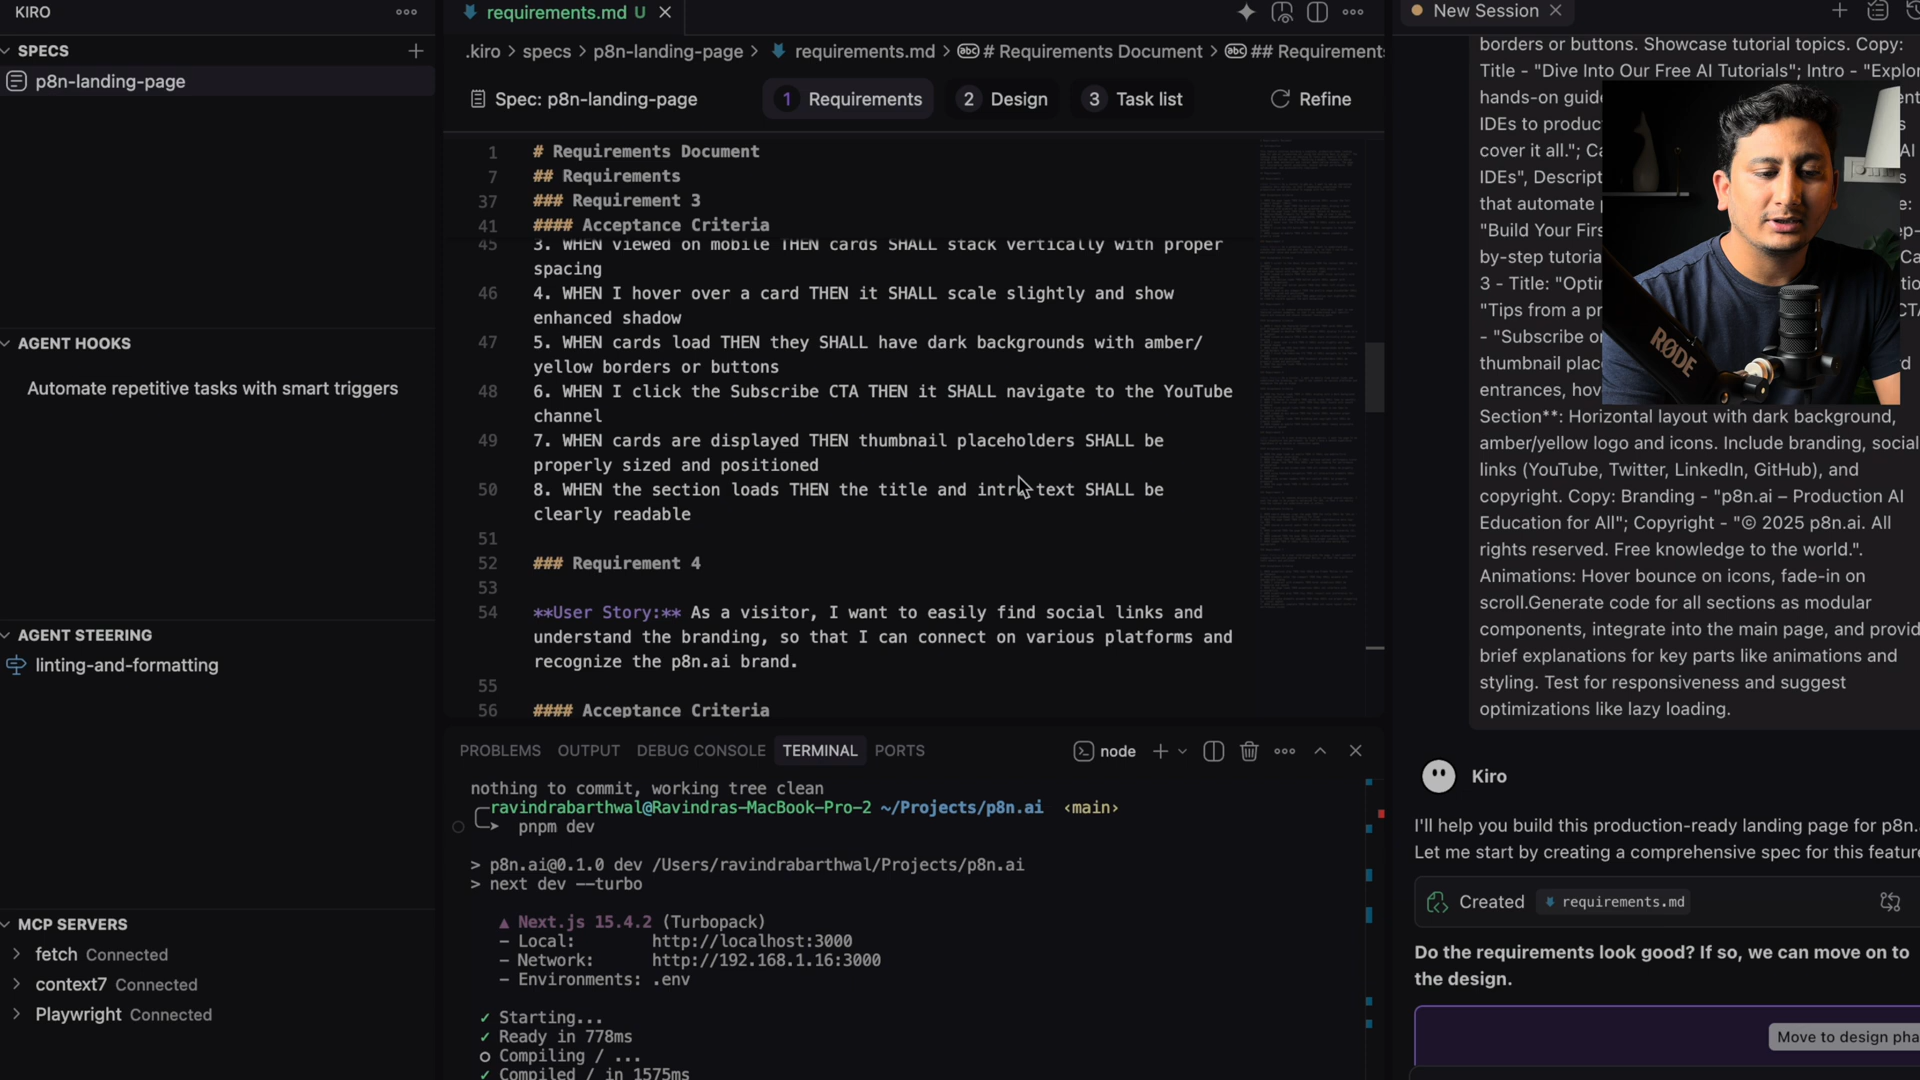 KIRO
SPECS
p8n-landing-page
AGENT HOOKS
Automate repetitive tasks with smart triggers
AGENT STEERING
linting-and-formatting
MCP SERVERS
fetch Connected
context7 Connected
Playwright Connected
requirements.md U
.kiro > specs > p8n-landing-page > requirements.md > # Requirements Document > ## Requirements
Spec: p8n-landing-page
1 Requirements
2 Design
3 Task list
Refine
1 # Requirements Document
7 ## Requirements
37 ### Requirement 3
41 #### Acceptance Criteria
45 3. WHEN viewed on mobile THEN cards SHALL stack vertically with proper
spacing
46 4. WHEN I hover over a card THEN it SHALL scale slightly and show
enhanced shadow
47 5. WHEN cards load THEN they SHALL have dark backgrounds with amber/
yellow borders or buttons
48 6. WHEN I click the Subscribe CTA THEN it SHALL navigate to the YouTube
channel
49 7. WHEN cards are displayed THEN thumbnail placeholders SHALL be
properly sized and positioned
50 8. WHEN the section loads THEN the title and intro text SHALL be
clearly readable
51
52 ### Requirement 4
53
54 **User Story:** As a visitor, I want to easily find social links and
understand the branding, so that I can connect on various platforms and
recognize the p8n.ai brand.
55
56 #### Acceptance Criteria
PROBLEMS OUTPUT DEBUG CONSOLE TERMINAL PORTS
node
nothing to commit, working tree clean
ravindrabarthwal@Ravindras-MacBook-Pro-2 ~/Projects/p8n.ai ‹main›
pnpm dev
> p8n.ai@0.1.0 dev /Users/ravindrabarthwal/Projects/p8n.ai
> next dev --turbo
▲ Next.js 15.4.2 (Turbopack)
- Local: http://localhost:3000
- Network: http://192.168.1.16:3000
- Environments: .env
✓ Starting...
✓ Ready in 778ms
○ Compiling / ...
✓ Compiled / in 1575ms
New Session
borders or buttons. Showcase tutorial topics. Copy:
Title - "Dive Into Our Free AI Tutorials"; Intro - "Explor
hands-on
IDEs to
cover it all.";
IDEs",
that automate
"Build Your
by-step
3 - Title:
"Tips from a
- "Subscribe
thumbnail
entrances,
Section**: Horizontal layout with dark background,
amber/yellow logo and icons. Include branding, social
links (YouTube, Twitter, LinkedIn, GitHub), and
copyright. Copy: Branding - "p8n.ai – Production AI
Education for All"; Copyright - "© 2025 p8n.ai. All
rights reserved. Free knowledge to the world.".
Animations: Hover bounce on icons, fade-in on
scroll.Generate code for all sections as modular
components, integrate into the main page, and provid
brief explanations for key parts like animations and
styling. Test for responsiveness and suggest
optimizations like lazy loading.
RØDE
Kiro
I'll help you build this production-ready landing page for p8n.
Let me start by creating a comprehensive spec for this feature
Created requirements.md
Do the requirements look good? If so, we can move on to
the design.
Move to design pha